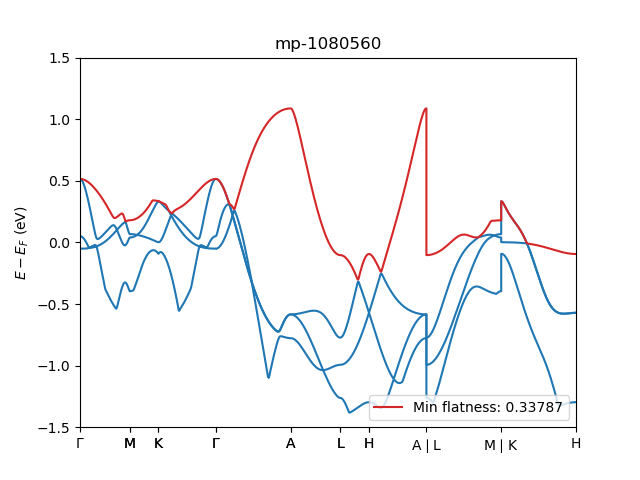 mp-1080560
E − E_F (eV)
1.5
1.0
0.5
0.0
−0.5
−1.0
−1.5
Min flatness: 0.33787
Γ M K Γ A L H A | L M | K H